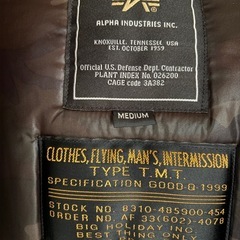 ALPHA INDUSTRIES INC.
KNOXVILLE, TENNESSEE USA
EST. OCTOBER 1959
Official U.S. Defense Dept. Contractor
PLANT INDEX No. 026200
CAGE code 3A382
MEDIUM
CLOTHES, FLYING, MAN'S, INTERMISSION
TYPE T.M.T.
SPECIFICATION GOOD-Q-1999
STOCK NO. 8310-485900-454
ORDER NO. AF 33(602)-4078
BIG HOLIDAY INC.
BEST THING ONLY